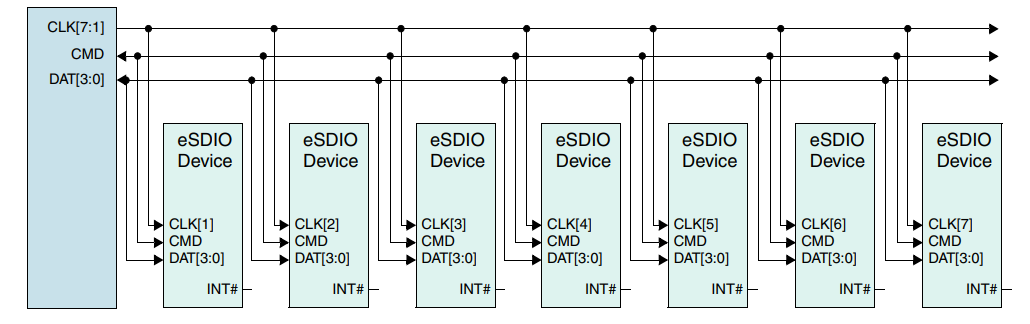 CLK[7:1]
CMD
DAT[3:0]
eSDIO
Device
CLK[1]
CMD
DAT[3:0]
INT#
eSDIO
Device
CLK[2]
CMD
DAT[3:0]
INT#
eSDIO
Device
CLK[3]
CMD
DAT[3:0]
INT#
eSDIO
Device
CLK[4]
CMD
DAT[3:0]
INT#
eSDIO
Device
CLK[5]
CMD
DAT[3:0]
INT#
eSDIO
Device
CLK[6]
CMD
DAT[3:0]
INT#
eSDIO
Device
CLK[7]
CMD
DAT[3:0]
INT#